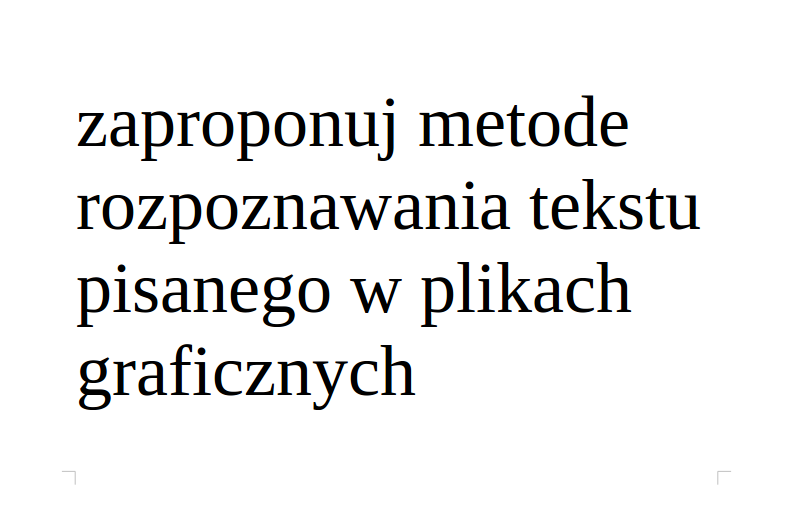 zaproponuj metode
rozpoznawania tekstu
pisanego w plikach
graficznych